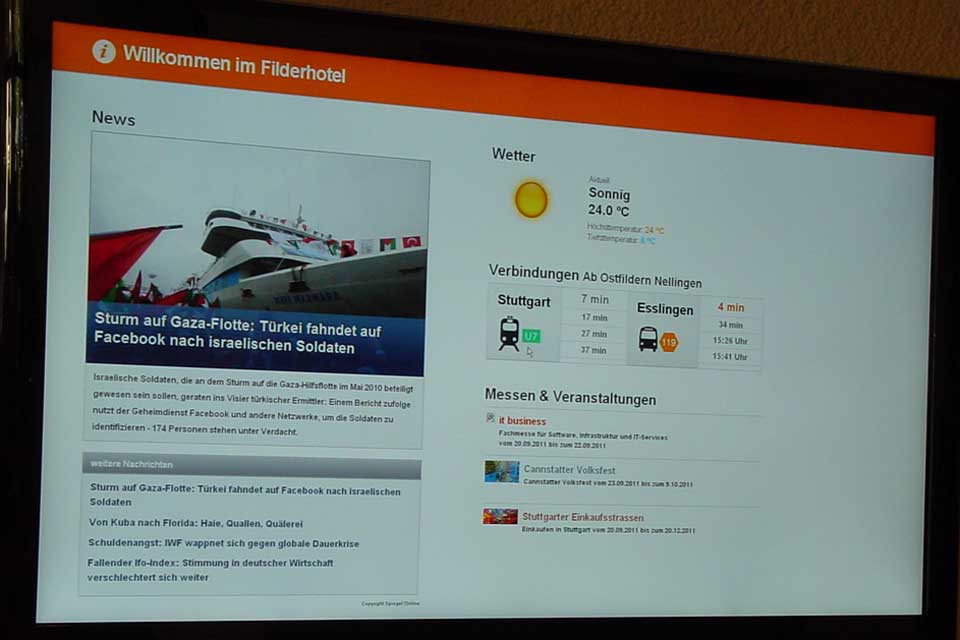 i Willkommen im Filderhotel
News
Sturm auf Gaza-Flotte: Türkei fahndet auf
Facebook nach israelischen Soldaten
Israelische Soldaten, die an dem Sturm auf die Gaza-Hilfsflotte im Mai 2010 beteiligt
gewesen sein sollen, geraten ins Visier türkischer Ermittler: Einem Bericht zufolge
nutzt der Geheimdienst Facebook und andere Netzwerke, um die Soldaten zu
identifizieren - 174 Personen stehen unter Verdacht.
weitere Nachrichten
Sturm auf Gaza-Flotte: Türkei fahndet auf Facebook nach israelischen
Soldaten
Von Kuba nach Florida: Haie, Quallen, Quälerei
Schuldenangst: IWF wappnet sich gegen globale Dauerkrise
Fallender Ifo-Index: Stimmung in deutscher Wirtschaft
verschlechtert sich weiter
Copyright Spiegel Online
Wetter
Aktuell
Sonnig
24.0 °C
Höchsttemperatur: 24 °C
Tiefsttemperatur: 8 °C
Verbindungen Ab Ostfildern Nellingen
Stuttgart
U7
7 min
17 min
27 min
37 min
Esslingen
119
4 min
34 min
15:26 Uhr
15:41 Uhr
Messen & Veranstaltungen
it business
Fachmesse für Software, Infrastruktur und IT-Services
vom 20.09.2011 bis zum 22.09.2011
Cannstatter Volksfest
Cannstatter Volksfest vom 23.09.2011 bis zum 9.10.2011
Stuttgarter Einkaufsstrassen
Einkaufen in Stuttgart vom 20.09.2011 bis zum 20.12.2011